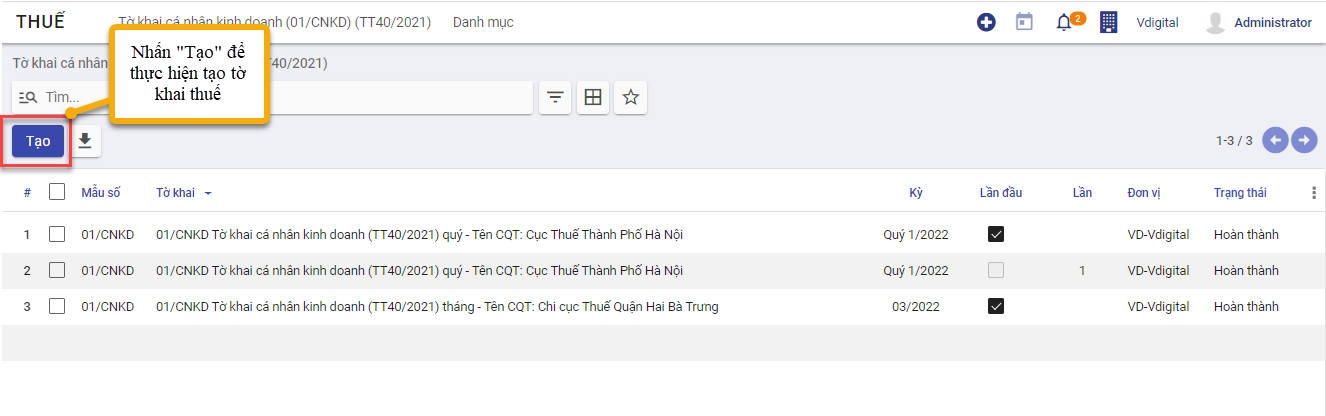 THUẾ
Tờ khai cá nhân kinh doanh (01/CNKD) (TT40/2021)
Danh mục
2
Vdigital
Administrator
Nhấn "Tạo" để
thực hiện tạo tờ
khai thuế
Tờ khai cá nhân
40/2021)
Tìm...
Tạo
1-3 / 3
# Mẫu số Tờ khai Kỳ Lần đầu Lần Đơn vị Trạng thái
1 01/CNKD 01/CNKD Tờ khai cá nhân kinh doanh (TT40/2021) quý - Tên CQT: Cục Thuế Thành Phố Hà Nội Quý 1/2022 VD-Vdigital Hoàn thành
2 01/CNKD 01/CNKD Tờ khai cá nhân kinh doanh (TT40/2021) quý - Tên CQT: Cục Thuế Thành Phố Hà Nội Quý 1/2022 1 VD-Vdigital Hoàn thành
3 01/CNKD 01/CNKD Tờ khai cá nhân kinh doanh (TT40/2021) tháng - Tên CQT: Chi cục Thuế Quận Hai Bà Trưng 03/2022 VD-Vdigital Hoàn thành